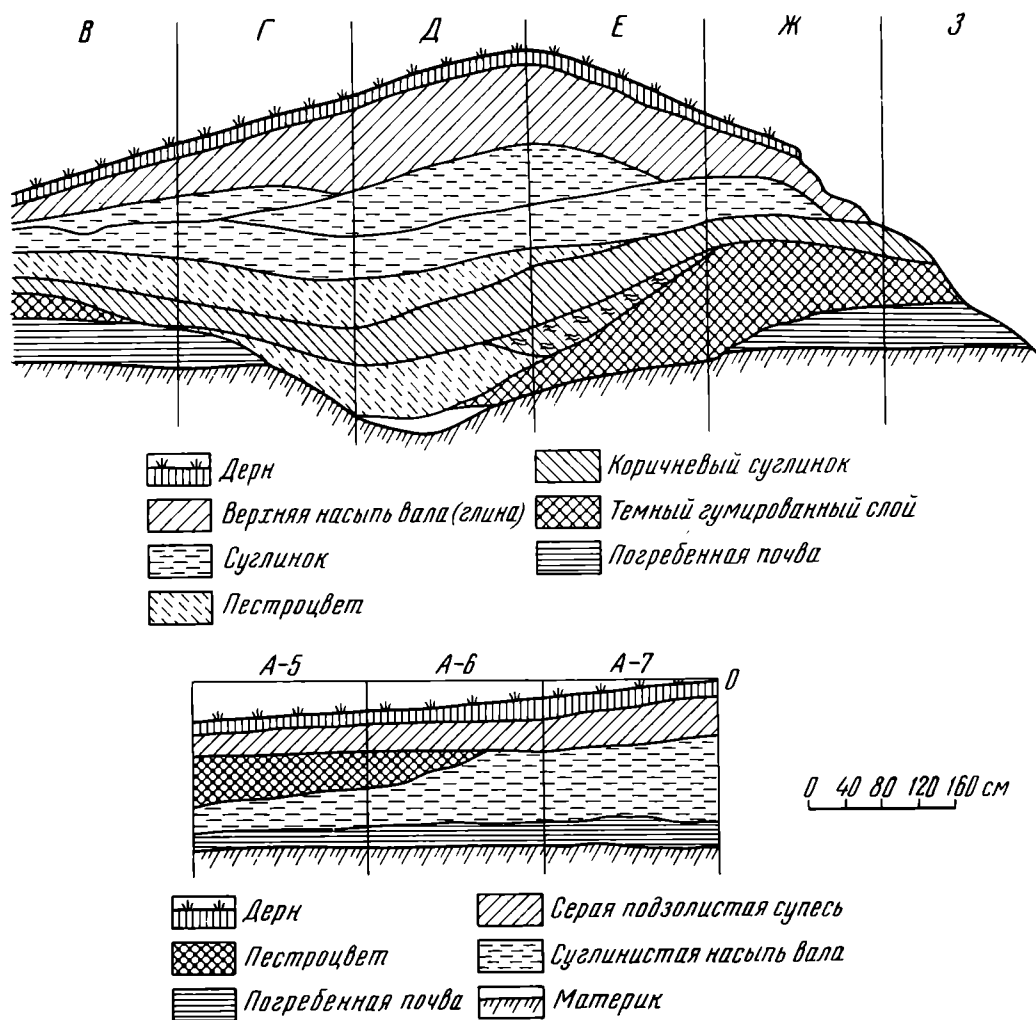 В Г Д Е Ж З
Дерн
Верхняя насыпь вала (глина)
Суглинок
Пестроцвет
Коричневый суглинок
Темный гумированный слой
Погребенная почва
А-5 А-6 А-7 0
0 40 80 120 160 см
Дерн
Пестроцвет
Погребенная почва
Серая подзолистая супесь
Суглинистая насыпь вала
Материк